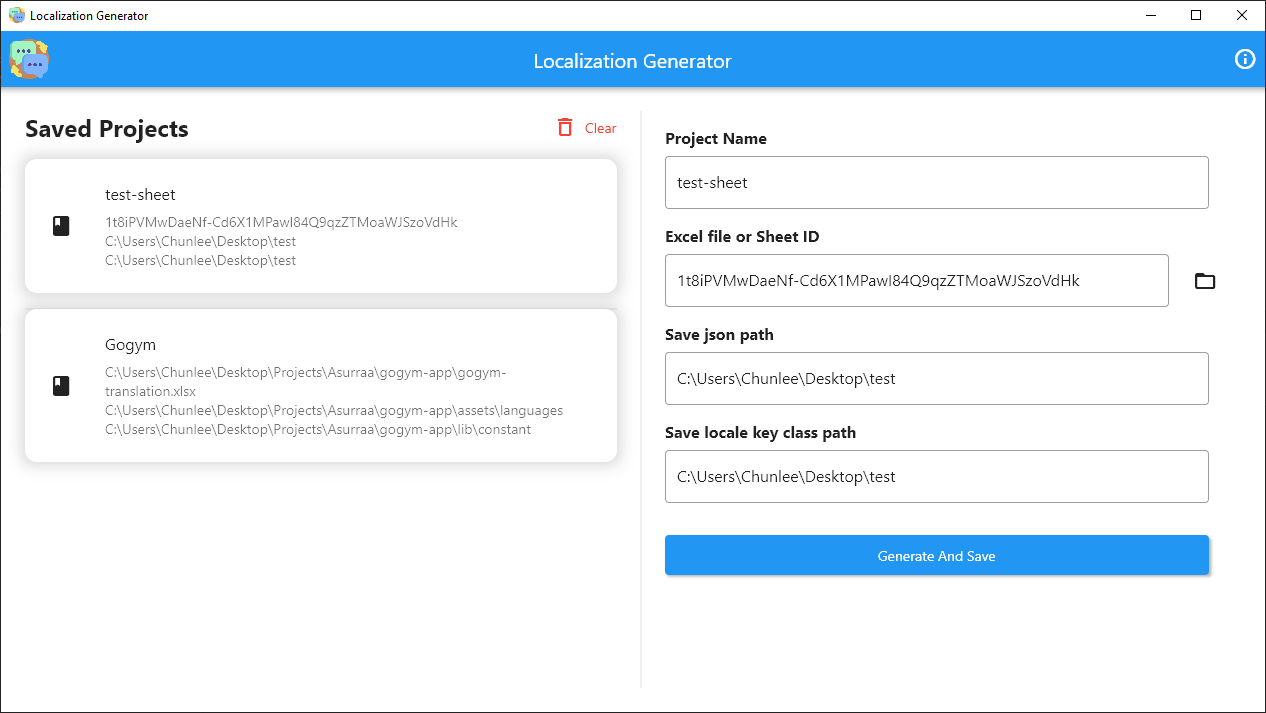 Localization Generator
Localization Generator
Saved Projects
Clear
test-sheet
1t8iPVMwDaeNf-Cd6X1MPawI84Q9qzZTMoaWJSzoVdHk
C:\Users\Chunlee\Desktop\test
C:\Users\Chunlee\Desktop\test
Gogym
C:\Users\Chunlee\Desktop\Projects\Asurraa\gogym-app\gogym-
translation.xlsx
C:\Users\Chunlee\Desktop\Projects\Asurraa\gogym-app\assets\languages
C:\Users\Chunlee\Desktop\Projects\Asurraa\gogym-app\lib\constant
Project Name
test-sheet
Excel file or Sheet ID
1t8iPVMwDaeNf-Cd6X1MPawI84Q9qzZTMoaWJSzoVdHk
Save json path
C:\Users\Chunlee\Desktop\test
Save locale key class path
C:\Users\Chunlee\Desktop\test
Generate And Save